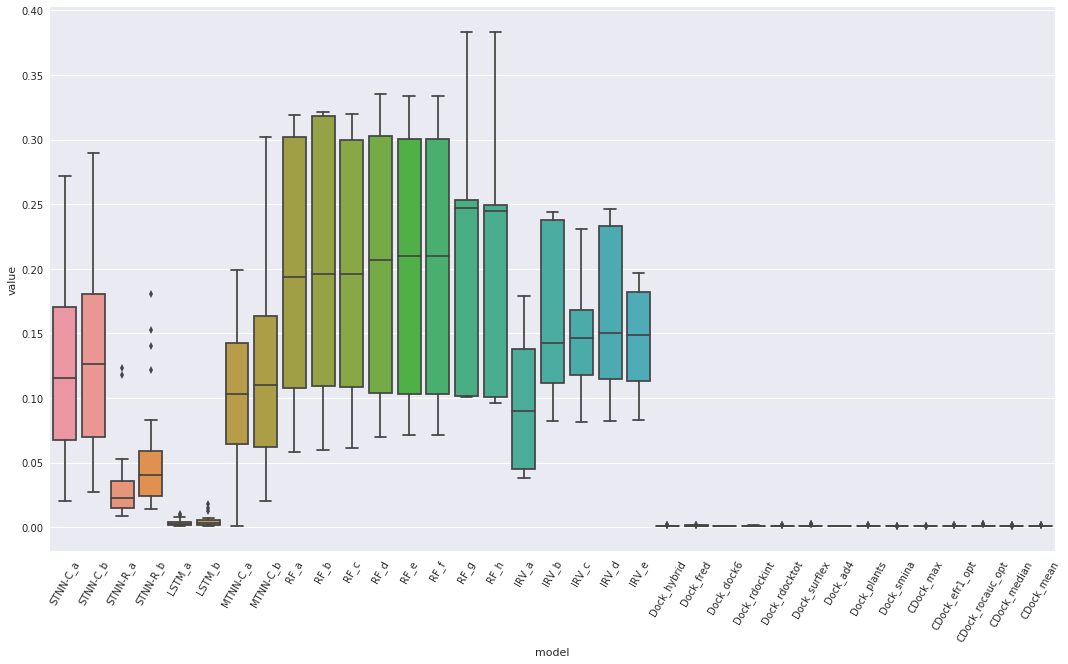 0.40
0.35
0.30
0.25
0.20
0.15
0.10
0.05
0.00
value
STNN-C_a
STNN-C_b
STNN-R_a
STNN-R_b
LSTM_a
LSTM_b
MTNN-C_a
MTNN-C_b
RF_a
RF_b
RF_c
RF_d
RF_e
RF_f
RF_g
RF_h
IRV_a
IRV_b
IRV_c
IRV_d
IRV_e
Dock_hybrid
Dock_fred
Dock_dock6
Dock_rdockint
Dock_rdocktot
Dock_surflex
Dock_ad4
Dock_plants
Dock_smina
CDock_max
CDock_efr1_opt
CDock_rocauc_opt
CDock_median
CDock_mean
model